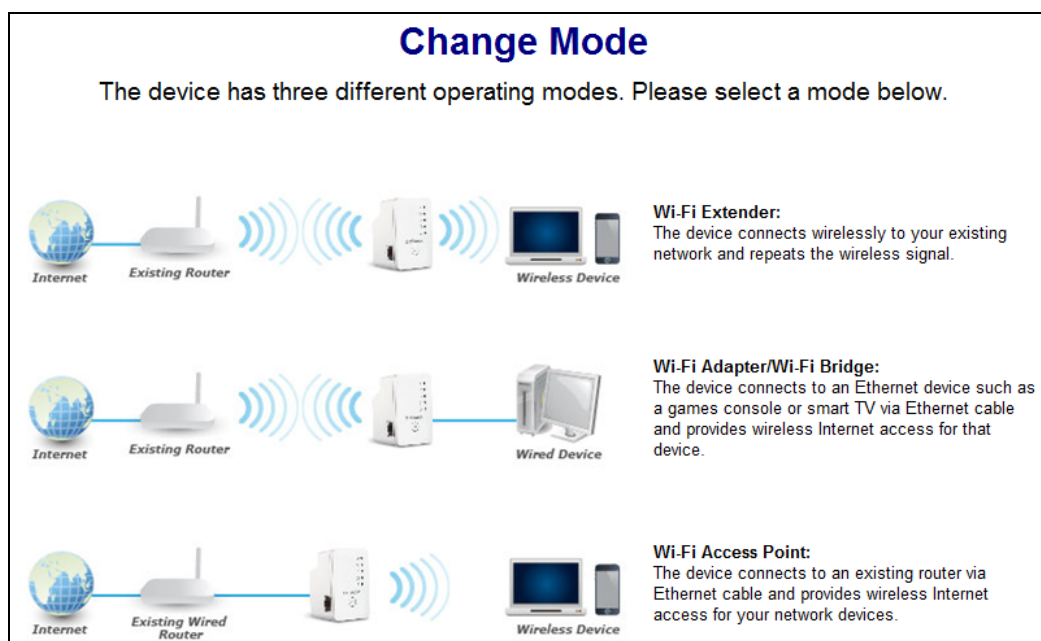 Change Mode
The device has three different operating modes. Please select a mode below.
Internet
Existing Router
Wireless Device
Wi-Fi Extender:
The device connects wirelessly to your existing
network and repeats the wireless signal.
Internet
Existing Router
Wired Device
Wi-Fi Adapter/Wi-Fi Bridge:
The device connects to an Ethernet device such as
a games console or smart TV via Ethernet cable
and provides wireless Internet access for that
device.
Internet
Existing Wired
Router
Wireless Device
Wi-Fi Access Point:
The device connects to an existing router via
Ethernet cable and provides wireless Internet
access for your network devices.